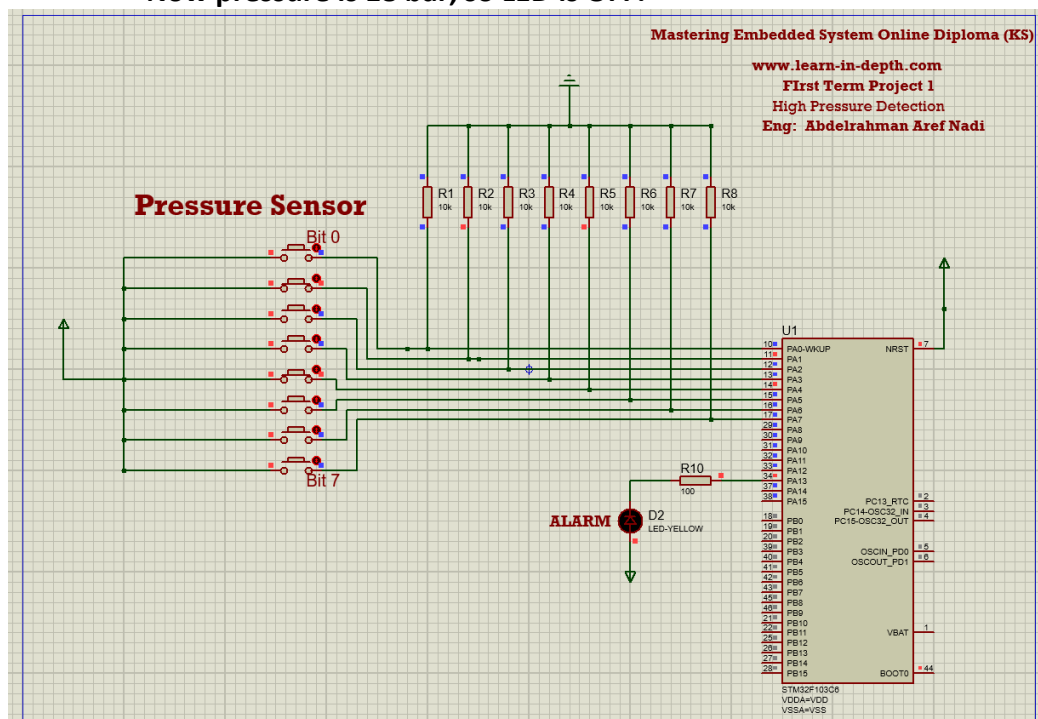 Mastering Embedded System Online Diploma (KS)
www.learn-in-depth.com
FIrst Term Project 1
High Pressure Detection
Eng: Abdelrahman Aref Nadi
Pressure Sensor
Bit 0
Bit 7
R1
10k
R2
10k
R3
10k
R4
10k
R5
10k
R6
10k
R7
10k
R8
10k
R10
100
ALARM
D2
LED-YELLOW
U1
10 PA0-WKUP
11 PA1
12 PA2
13 PA3
14 PA4
15 PA5
16 PA6
17 PA7
29 PA8
30 PA9
31 PA10
32 PA11
33 PA12
34 PA13
37 PA14
38 PA15
18 PB0
19 PB1
20 PB2
39 PB3
40 PB4
41 PB5
42 PB6
43 PB7
45 PB8
46 PB9
21 PB10
22 PB11
25 PB12
26 PB13
27 PB14
28 PB15
NRST 7
PC13_RTC 2
PC14-OSC32_IN 3
PC15-OSC32_OUT 4
OSCIN_PD0 5
OSCOUT_PD1 6
VBAT 1
BOOT0 44
STM32F103C6
VDDA=VDD
VSSA=VSS